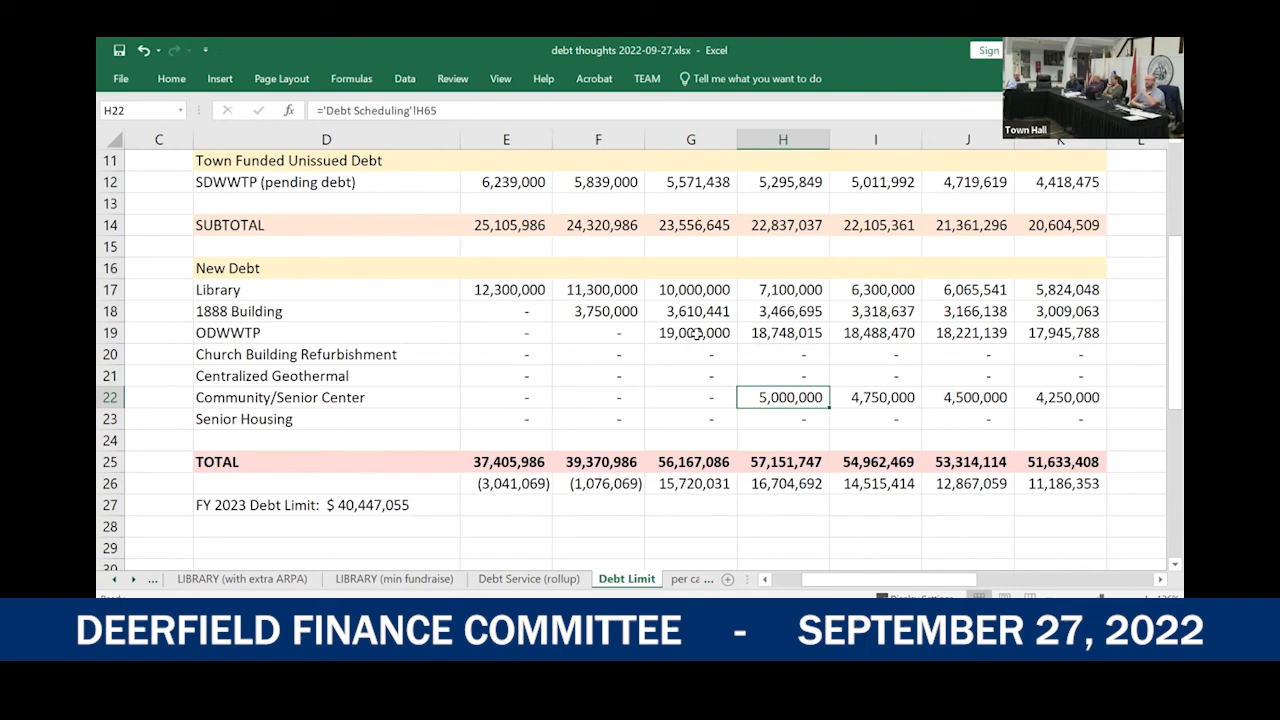 debt thoughts 2022-09-27.xlsx - Excel
Sign
File Home Insert Page Layout Formulas Data Review View Help Acrobat TEAM Tell me what you want to do
H22 fx ='Debt Scheduling'!H65
Town Hall
C D E F G H I J K L
11 Town Funded Unissued Debt
12 SDWWTP (pending debt) 6,239,000 5,839,000 5,571,438 5,295,849 5,011,992 4,719,619 4,418,475
13
14 SUBTOTAL 25,105,986 24,320,986 23,556,645 22,837,037 22,105,361 21,361,296 20,604,509
15
16 New Debt
17 Library 12,300,000 11,300,000 10,000,000 7,100,000 6,300,000 6,065,541 5,824,048
18 1888 Building - 3,750,000 3,610,441 3,466,695 3,318,637 3,166,138 3,009,063
19 ODWWTP - - 19,000,000 18,748,015 18,488,470 18,221,139 17,945,788
20 Church Building Refurbishment - - - - - - -
21 Centralized Geothermal - - - - - - -
22 Community/Senior Center - - - 5,000,000 4,750,000 4,500,000 4,250,000
23 Senior Housing - - - - - - -
24
25 TOTAL 37,405,986 39,370,986 56,167,086 57,151,747 54,962,469 53,314,114 51,633,408
26 (3,041,069) (1,076,069) 15,720,031 16,704,692 14,515,414 12,867,059 11,186,353
27 FY 2023 Debt Limit: $ 40,447,055
28
29
... LIBRARY (with extra ARPA) LIBRARY (min fundraise) Debt Service (rollup) Debt Limit per ca ...
DEERFIELD FINANCE COMMITTEE - SEPTEMBER 27, 2022